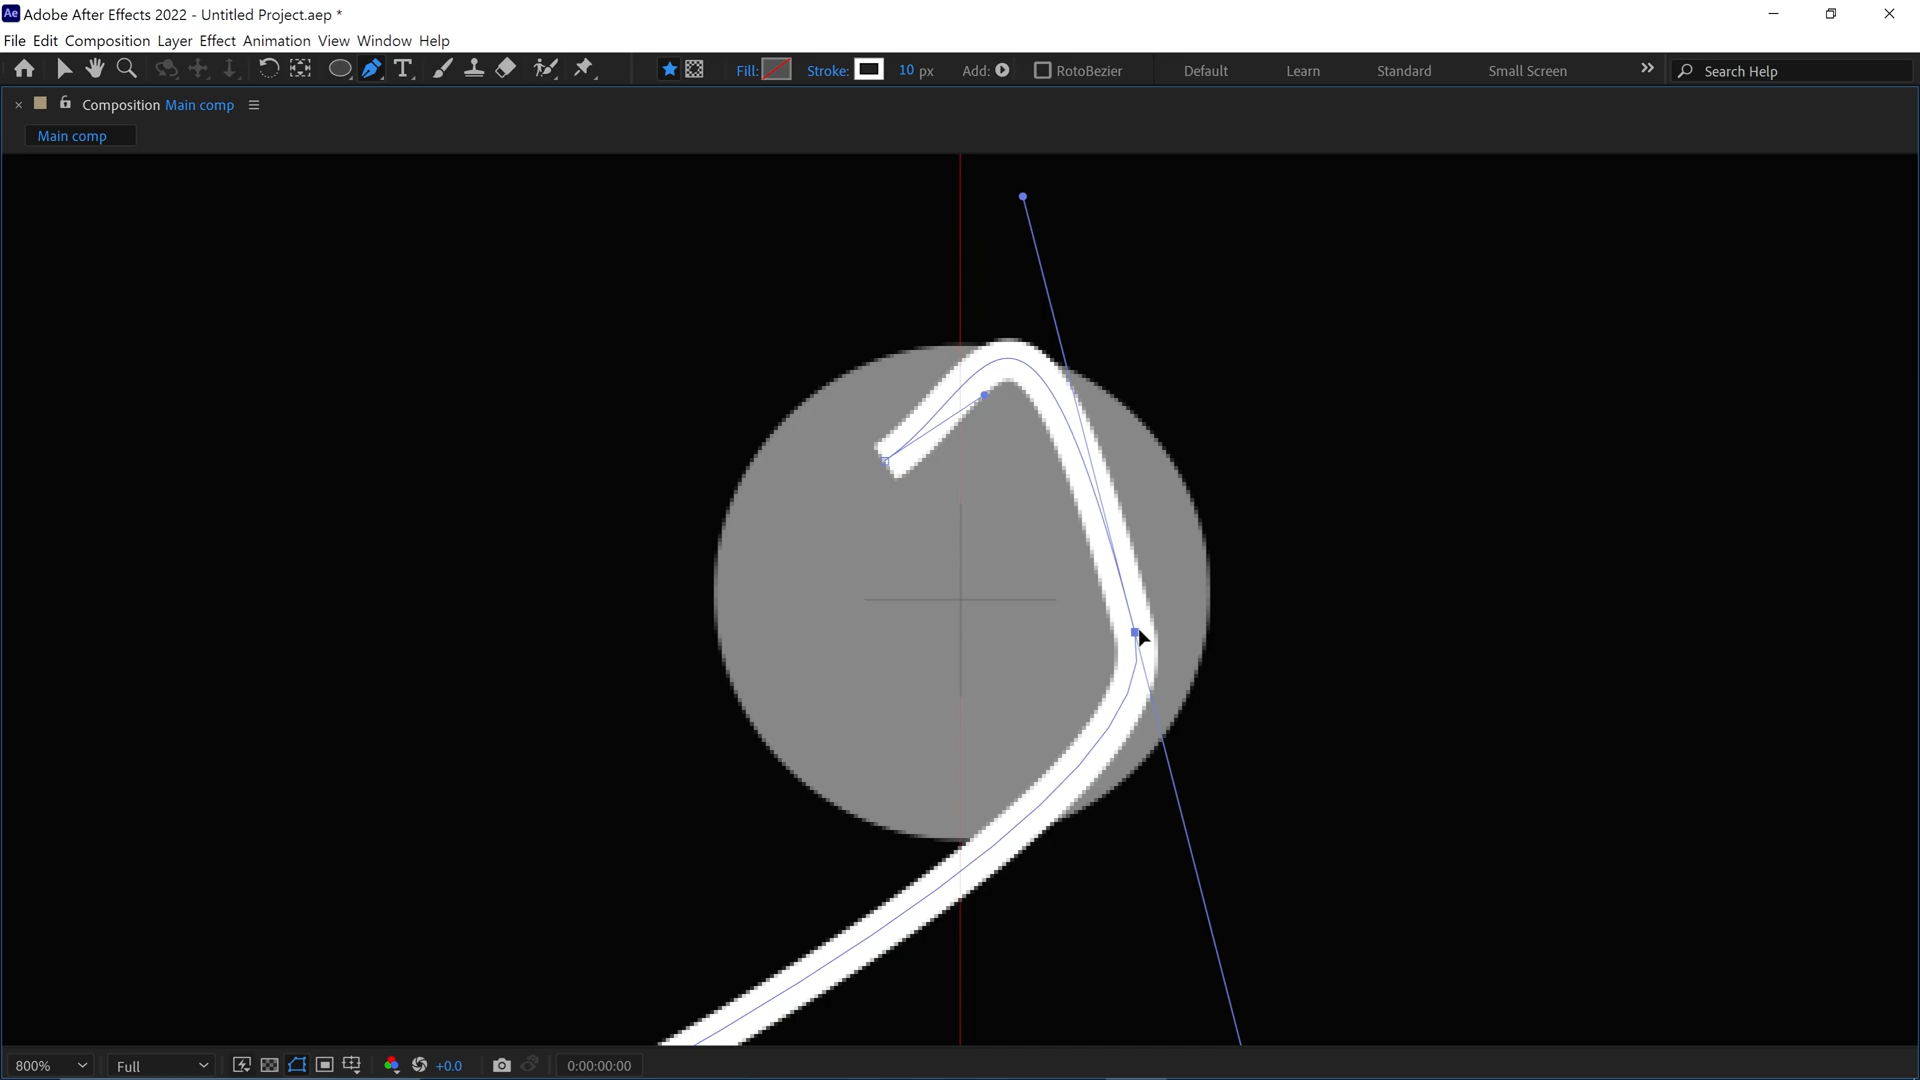 Ae Adobe After Effects 2022 - Untitled Project.aep *
File Edit Composition Layer Effect Animation View Window Help
T Fill: Stroke: 10 px Add: RotoBezier Default Learn Standard Small Screen » Search Help
× Composition Main comp
Main comp
800% Full +0.0 0:00:00:00